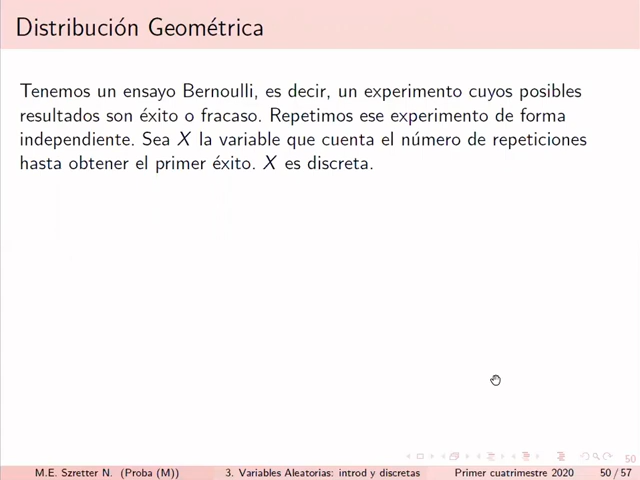 Distribución Geométrica
Tenemos un ensayo Bernoulli, es decir, un experimento cuyos posibles
resultados son éxito o fracaso. Repetimos ese experimento de forma
independiente. Sea X la variable que cuenta el número de repeticiones
hasta obtener el primer éxito. X es discreta.
50
M.E. Szretter N. (Proba (M)) 3. Variables Aleatorias: introd y discretas Primer cuatrimestre 2020 50 / 57